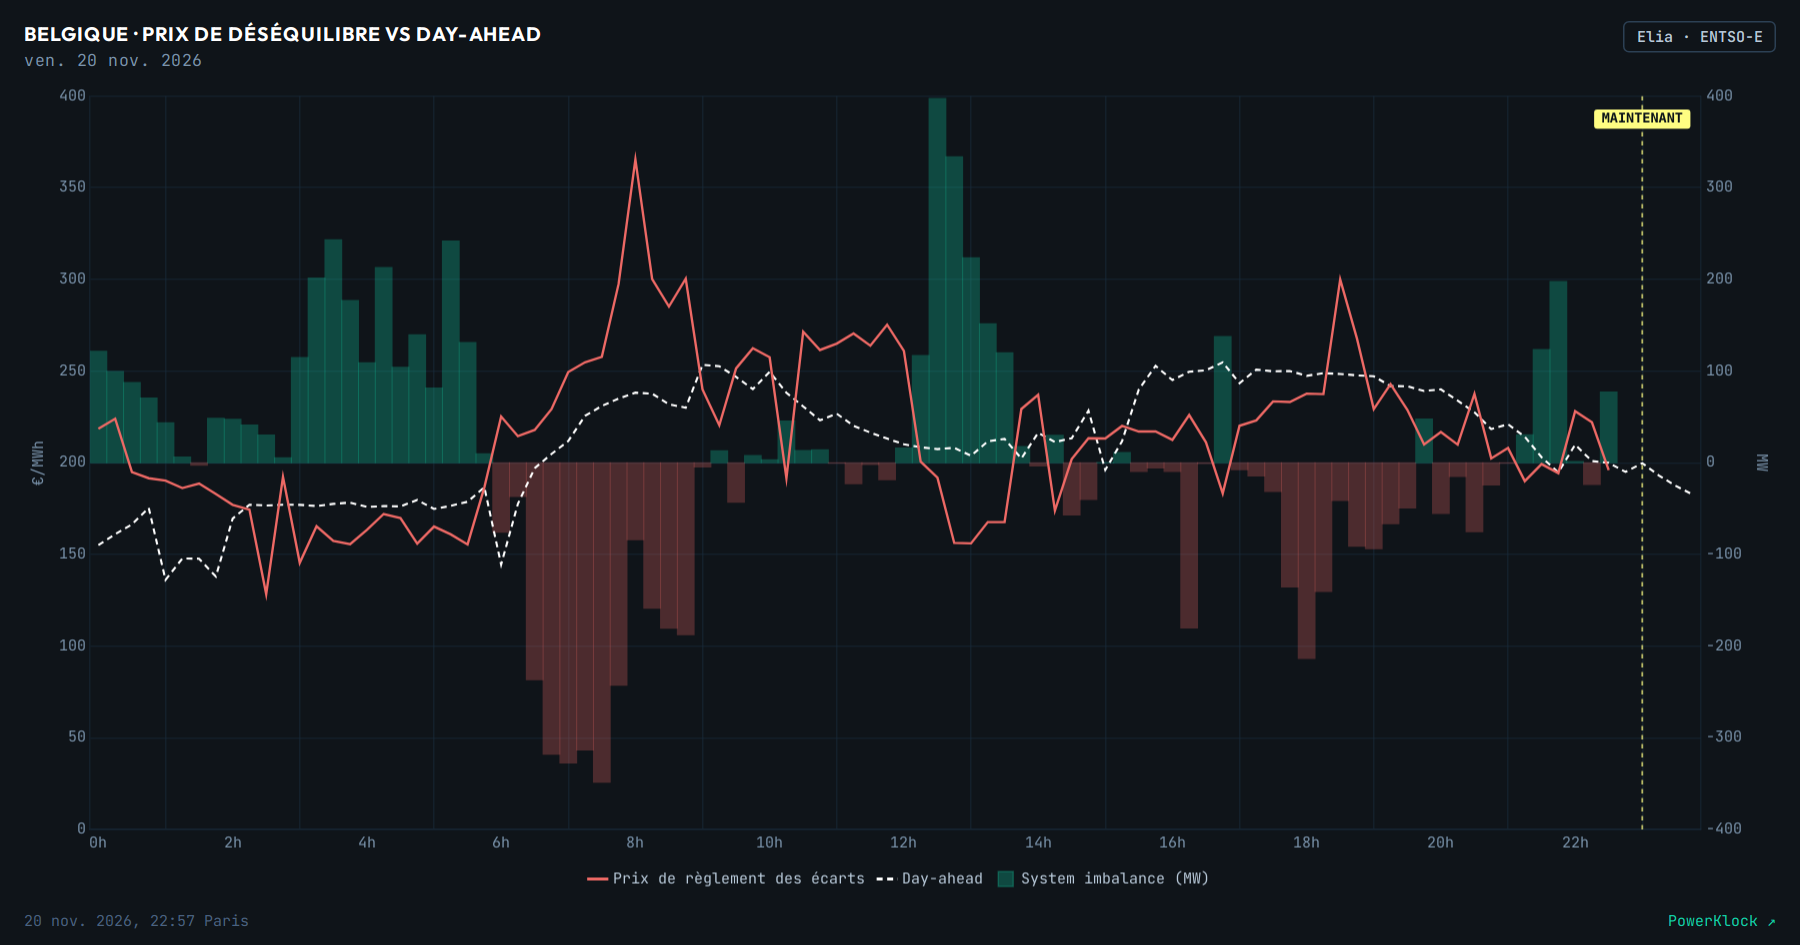 BELGIQUE · PRIX DE DÉSÉQUILIBRE VS DAY-AHEAD
ven. 20 nov. 2026
Elia · ENTSO-E
MAINTENANT
400
350
300
250
200
150
100
50
0
€/MWh
400
300
200
100
0
-100
-200
-300
-400
MW
0h 2h 4h 6h 8h 10h 12h 14h 16h 18h 20h 22h
Prix de règlement des écarts Day-ahead System imbalance (MW)
20 nov. 2026, 22:57 Paris
PowerKlock ↗